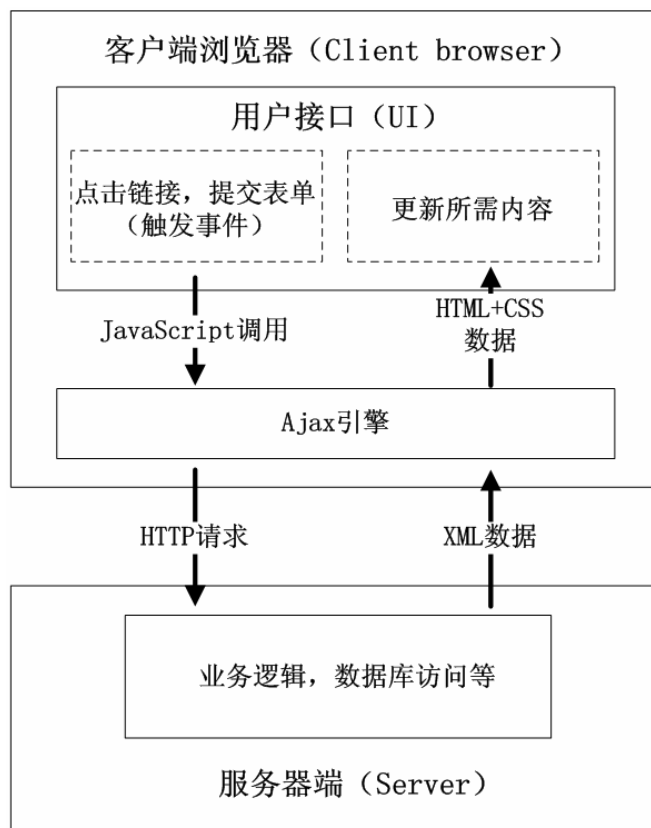 客户端浏览器（Client browser）
用户接口（UI）
点击链接，提交表单
（触发事件）
更新所需内容
JavaScript调用
HTML+CSS
数据
Ajax引擎
HTTP请求
XML数据
业务逻辑，数据库访问等
服务器端（Server）